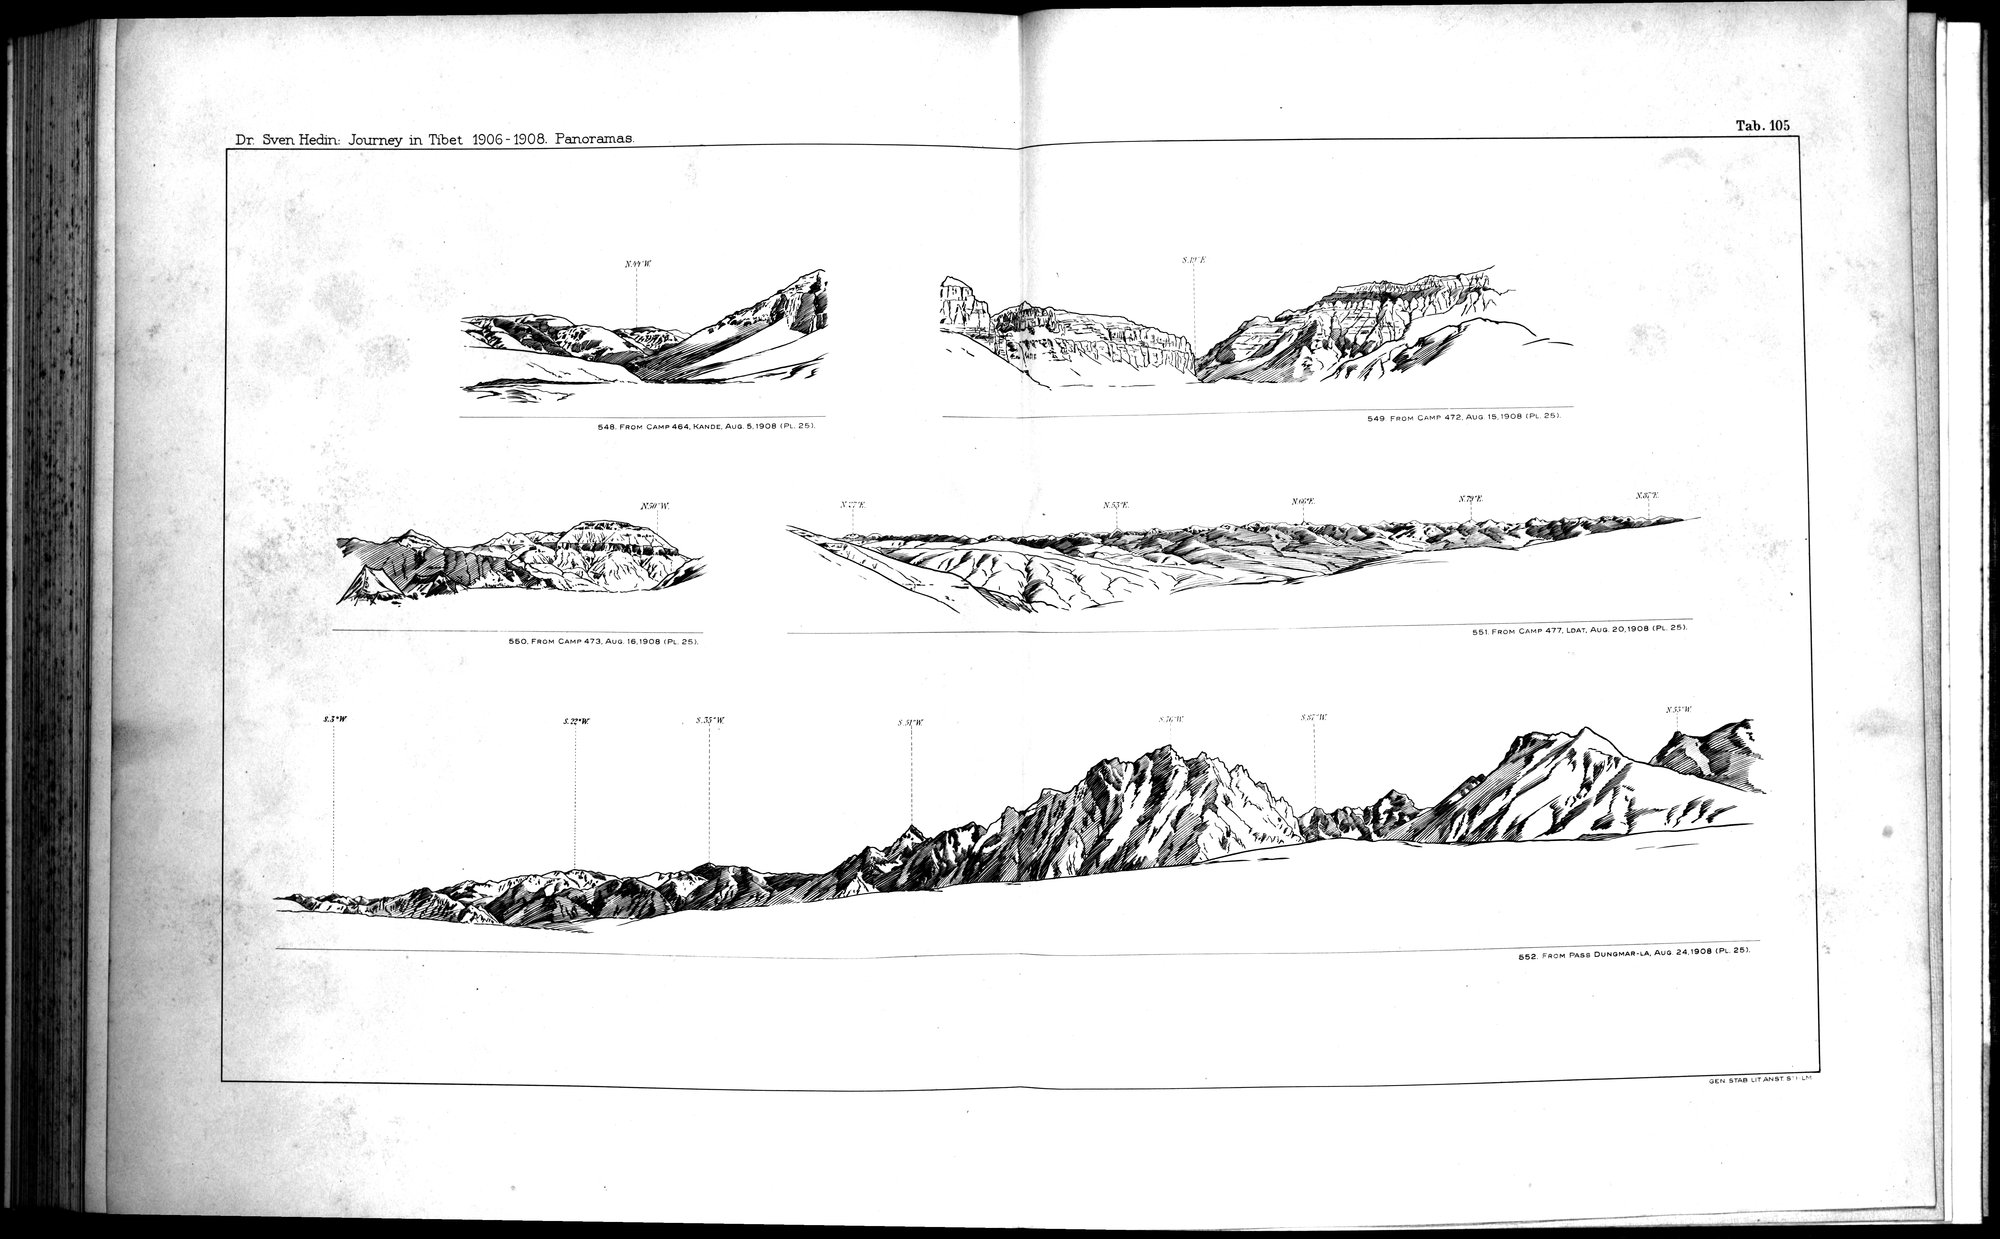 Dr. Sven Hedin: Journey in Tibet 1906-1908. Panoramas.
Tab. 105
N.44°W.
S.19°E.
548. From Camp 464, Kande, Aug. 5, 1908 (Pl. 25).
549. From Camp 472, Aug. 15, 1908 (Pl. 25).
N.50°W.
N.53°E.
N.66°E.
N.79°E.
N.87°E.
550. From Camp 473, Aug. 16, 1908 (Pl. 25).
551. From Camp 477, Ldat, Aug. 20, 1908 (Pl. 25).
S.3°W.
S.22°W.
S.35°W.
S.51°W.
S.76°W.
S.87°W.
N.55°W.
552. From Pass Dungmar-la, Aug. 24, 1908 (Pl. 25).
GEN STAB LIT ANST